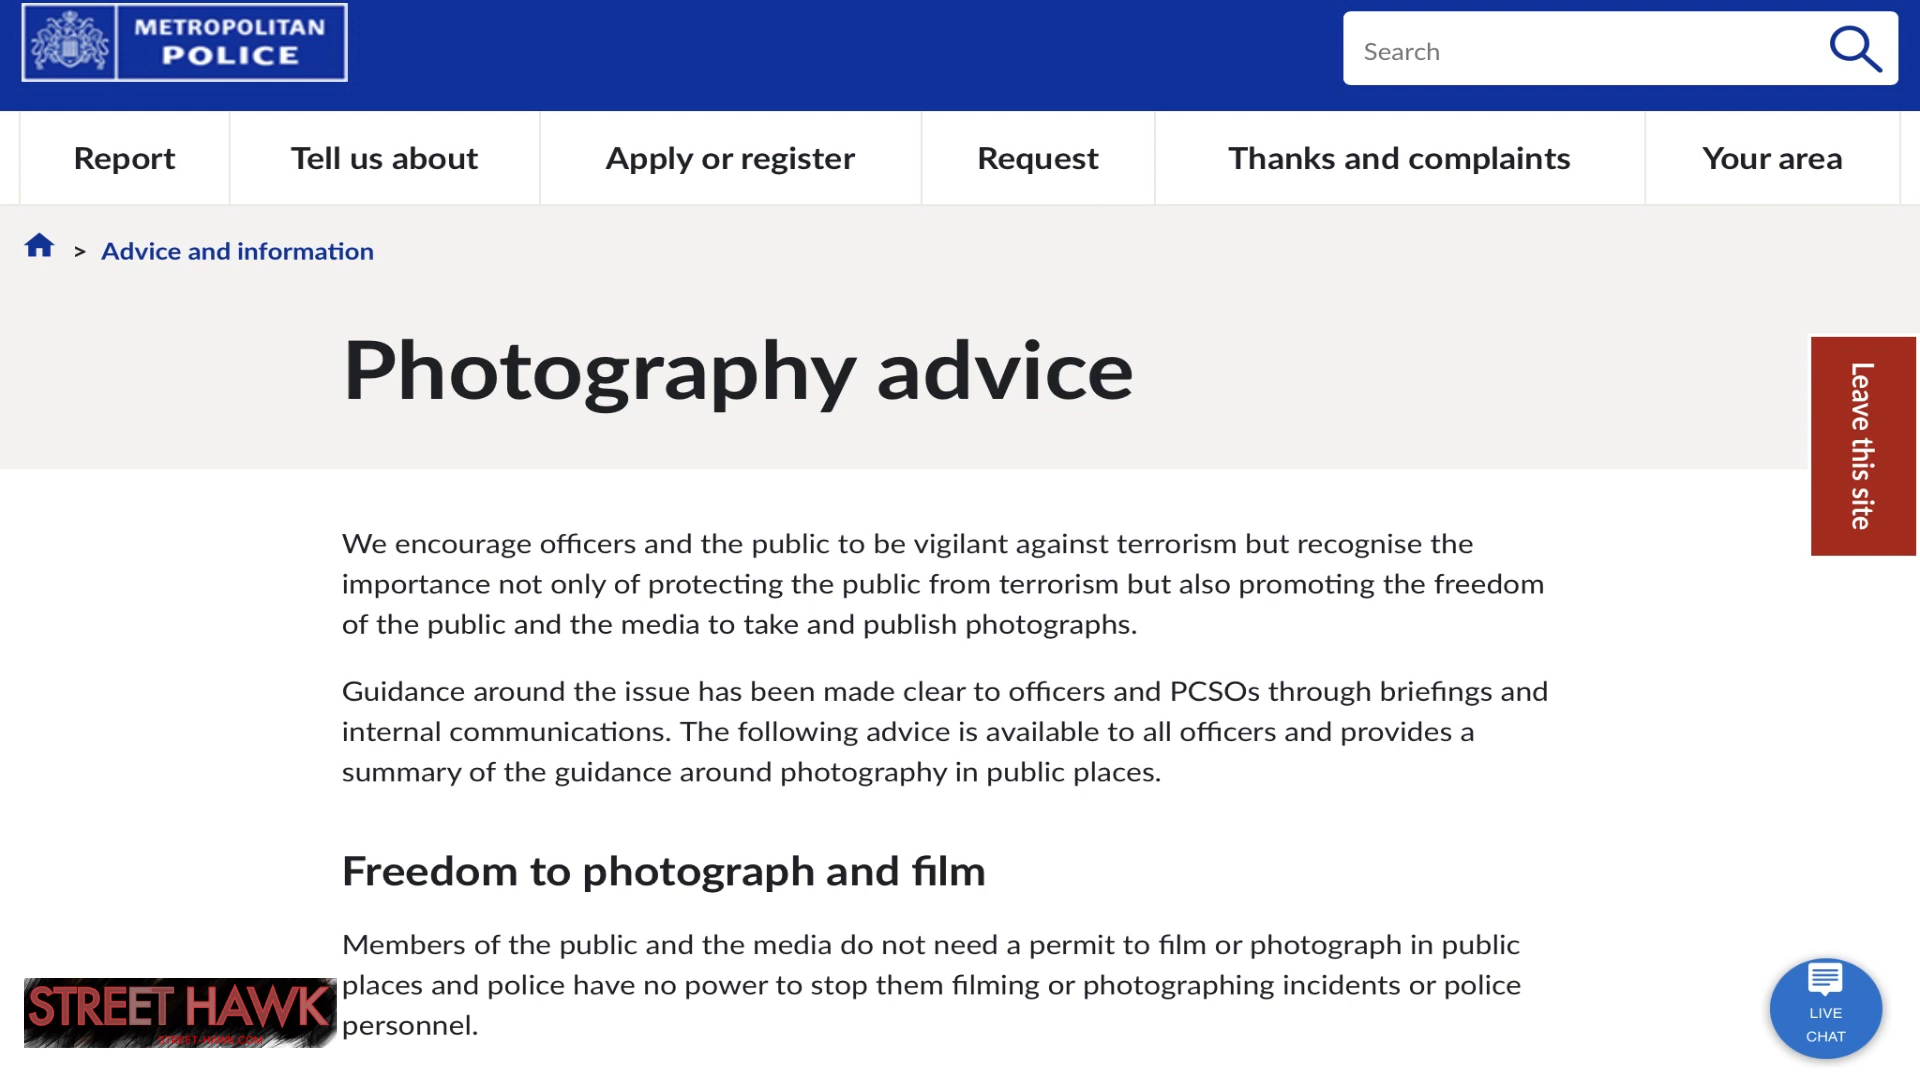 METROPOLITAN
POLICE
Search
Report
Tell us about
Apply or register
Request
Thanks and complaints
Your area
> Advice and information
Photography advice
Leave this site
We encourage officers and the public to be vigilant against terrorism but recognise the
importance not only of protecting the public from terrorism but also promoting the freedom
of the public and the media to take and publish photographs.
Guidance around the issue has been made clear to officers and PCSOs through briefings and
internal communications. The following advice is available to all officers and provides a
summary of the guidance around photography in public places.
Freedom to photograph and film
Members of the public and the media do not need a permit to film or photograph in public
places and police have no power to stop them filming or photographing incidents or police
personnel.
STREET HAWK
STREET-HAWK.COM
LIVE
CHAT